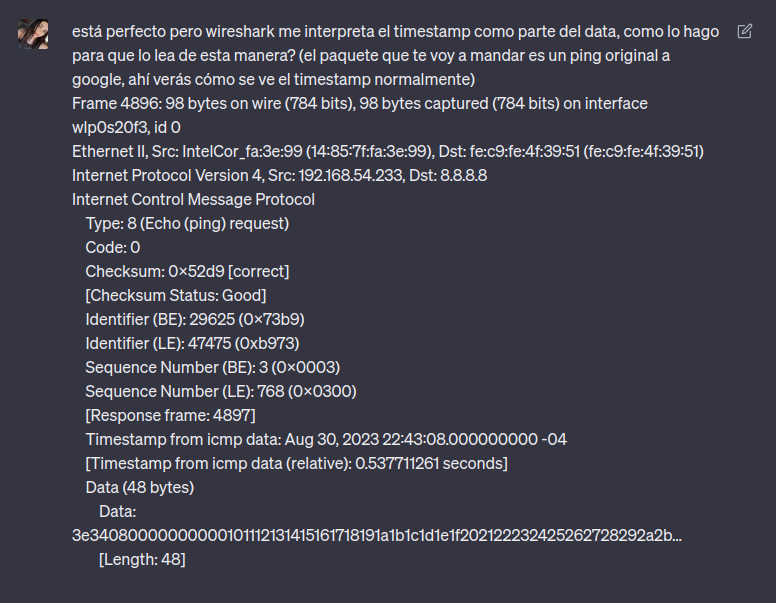 está perfecto pero wireshark me interpreta el timestamp como parte del data, como lo hago
para que lo lea de esta manera? (el paquete que te voy a mandar es un ping original a
google, ahí verás cómo se ve el timestamp normalmente)
Frame 4896: 98 bytes on wire (784 bits), 98 bytes captured (784 bits) on interface
wlp0s20f3, id 0
Ethernet II, Src: IntelCor_fa:3e:99 (14:85:7f:fa:3e:99), Dst: fe:c9:fe:4f:39:51 (fe:c9:fe:4f:39:51)
Internet Protocol Version 4, Src: 192.168.54.233, Dst: 8.8.8.8
Internet Control Message Protocol
Type: 8 (Echo (ping) request)
Code: 0
Checksum: 0x52d9 [correct]
[Checksum Status: Good]
Identifier (BE): 29625 (0x73b9)
Identifier (LE): 47475 (0xb973)
Sequence Number (BE): 3 (0x0003)
Sequence Number (LE): 768 (0x0300)
[Response frame: 4897]
Timestamp from icmp data: Aug 30, 2023 22:43:08.000000000 -04
[Timestamp from icmp data (relative): 0.537711261 seconds]
Data (48 bytes)
Data:
3e34080000000000101112131415161718191a1b1c1d1e1f202122232425262728292a2b…
[Length: 48]